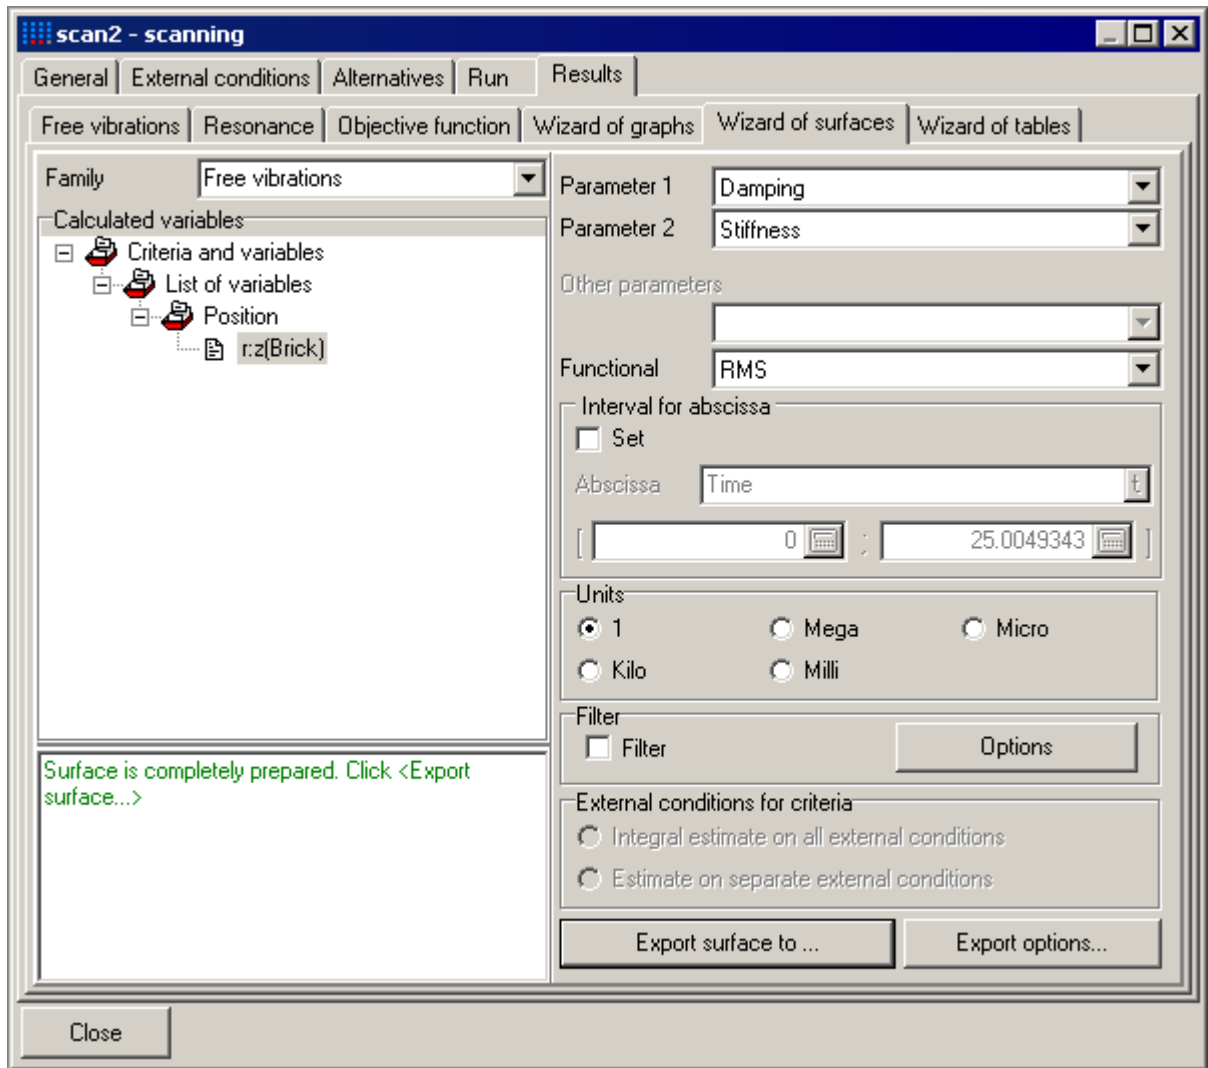 scan2 - scanning
General External conditions Alternatives Run Results
Free vibrations Resonance Objective function Wizard of graphs Wizard of surfaces Wizard of tables
Family Free vibrations
Calculated variables
Criteria and variables
List of variables
Position
r:z(Brick)
Surface is completely prepared. Click <Export
surface...>
Parameter 1 Damping
Parameter 2 Stiffness
Other parameters
Functional RMS
Interval for abscissa
Set
Abscissa Time t
[ 0 ; 25.0049343 ]
Units
1 Mega Micro
Kilo Milli
Filter
Filter Options
External conditions for criteria
Integral estimate on all external conditions
Estimate on separate external conditions
Export surface to ... Export options...
Close